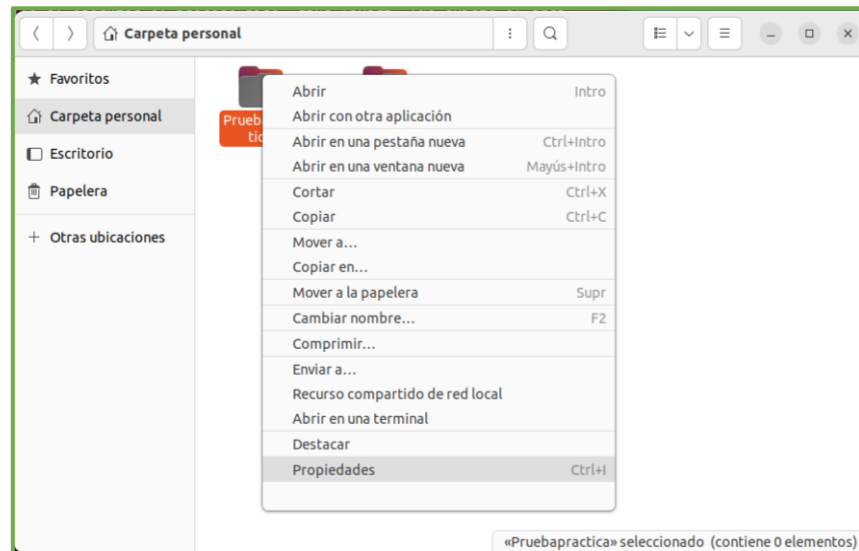 Carpeta personal
Favoritos
Carpeta personal
Escritorio
Papelera
+ Otras ubicaciones
Prueb
tic
Abrir Intro
Abrir con otra aplicación
Abrir en una pestaña nueva Ctrl+Intro
Abrir en una ventana nueva Mayús+Intro
Cortar Ctrl+X
Copiar Ctrl+C
Mover a...
Copiar en...
Mover a la papelera Supr
Cambiar nombre... F2
Comprimir...
Enviar a...
Recurso compartido de red local
Abrir en una terminal
Destacar
Propiedades Ctrl+I
«Pruebapractica» seleccionado (contiene 0 elementos)